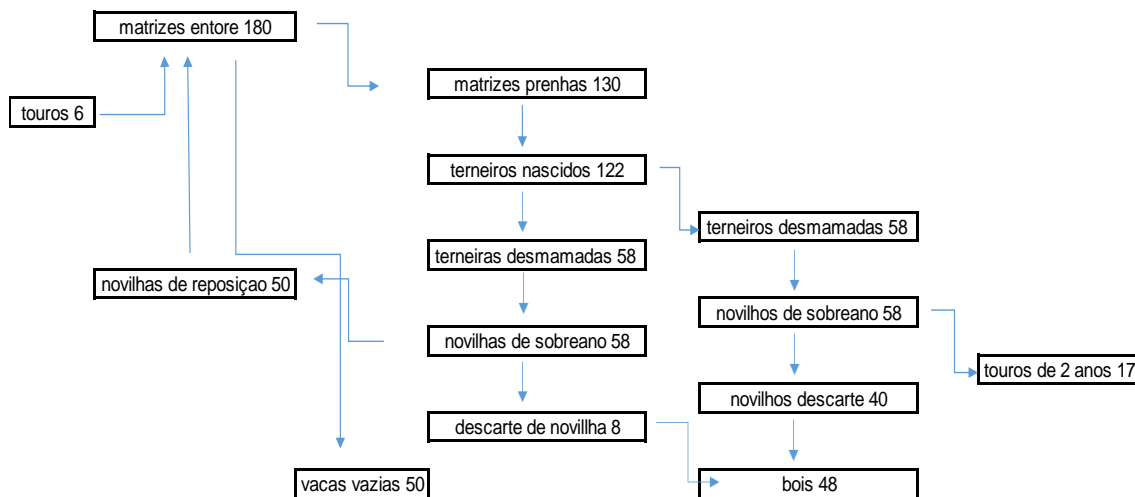 matrizes entore 180
matrizes prenhas 130
touros 6
terneiros nascidos 122
terneiros desmamadas 58
terneiras desmamadas 58
novilhas de reposiçao 50
novilhos de sobreano 58
novilhas de sobreano 58
touros de 2 anos 17
novilhos descarte 40
descarte de novillha 8
vacas vazias 50
bois 48